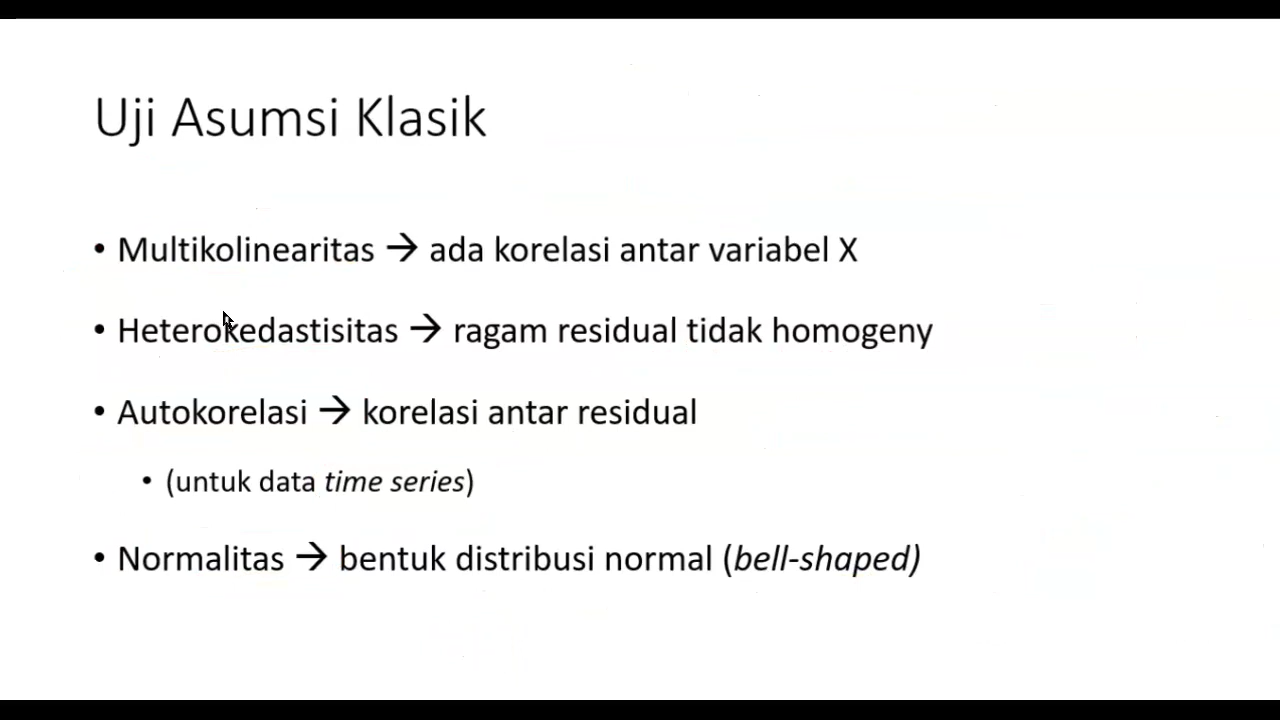 Uji Asumsi Klasik
• Multikolinearitas → ada korelasi antar variabel X
• Heterokedastisitas → ragam residual tidak homogeny
• Autokorelasi → korelasi antar residual
• (untuk data time series)
• Normalitas → bentuk distribusi normal (bell-shaped)